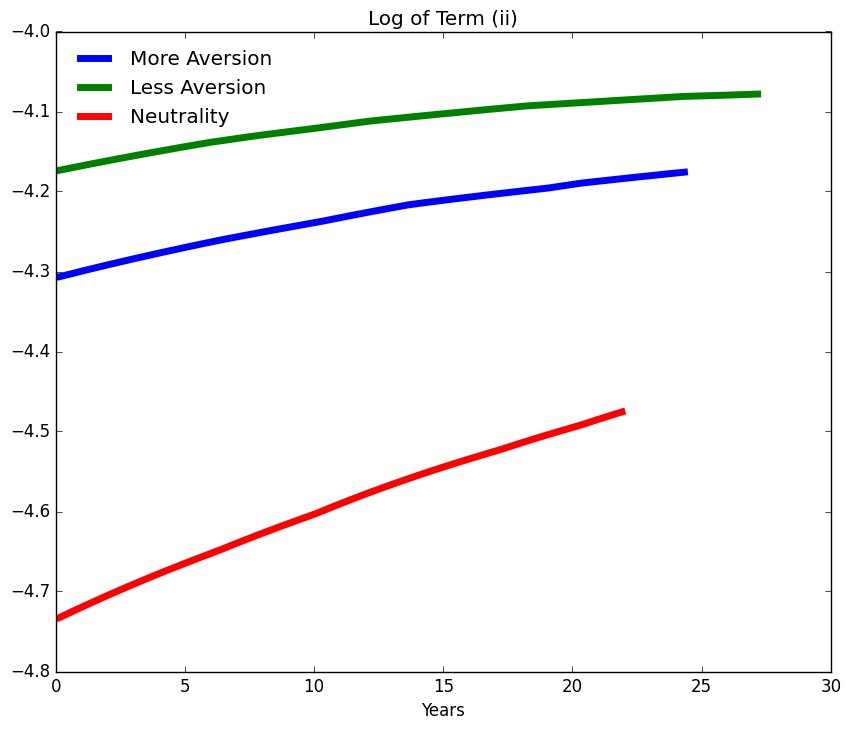 Log of Term (ii)
More Aversion
Less Aversion
Neutrality
−4.0
−4.1
−4.2
−4.3
−4.4
−4.5
−4.6
−4.7
−4.8
0 5 10 15 20 25 30
Years